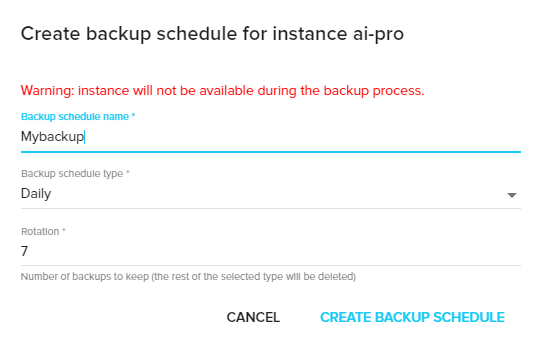 Create backup schedule for instance ai-pro
Warning: instance will not be available during the backup process.
Backup schedule name *
Mybackup
Backup schedule type *
Daily
Rotation *
7
Number of backups to keep (the rest of the selected type will be deleted)
CANCEL CREATE BACKUP SCHEDULE